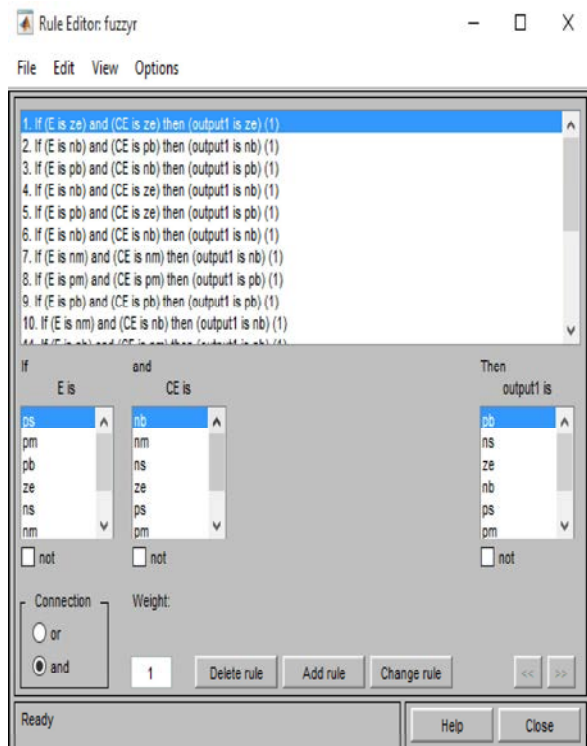 Rule Editor: fuzzyr
File Edit View Options
1. If (E is ze) and (CE is ze) then (output1 is ze) (1)
2. If (E is nb) and (CE is pb) then (output1 is nb) (1)
3. If (E is pb) and (CE is nb) then (output1 is pb) (1)
4. If (E is nb) and (CE is ze) then (output1 is nb) (1)
5. If (E is pb) and (CE is ze) then (output1 is pb) (1)
6. If (E is nb) and (CE is nb) then (output1 is nb) (1)
7. If (E is nm) and (CE is nm) then (output1 is nb) (1)
8. If (E is pm) and (CE is pm) then (output1 is pb) (1)
9. If (E is pb) and (CE is pb) then (output1 is pb) (1)
10. If (E is nm) and (CE is nb) then (output1 is nb) (1)
If and Then
E is CE is output1 is
ps nb pb
pm nm ns
pb ns ze
ze ze nb
ns ps ps
nm pm pm
not not not
Connection Weight:
or
and 1 Delete rule Add rule Change rule << >>
Ready Help Close